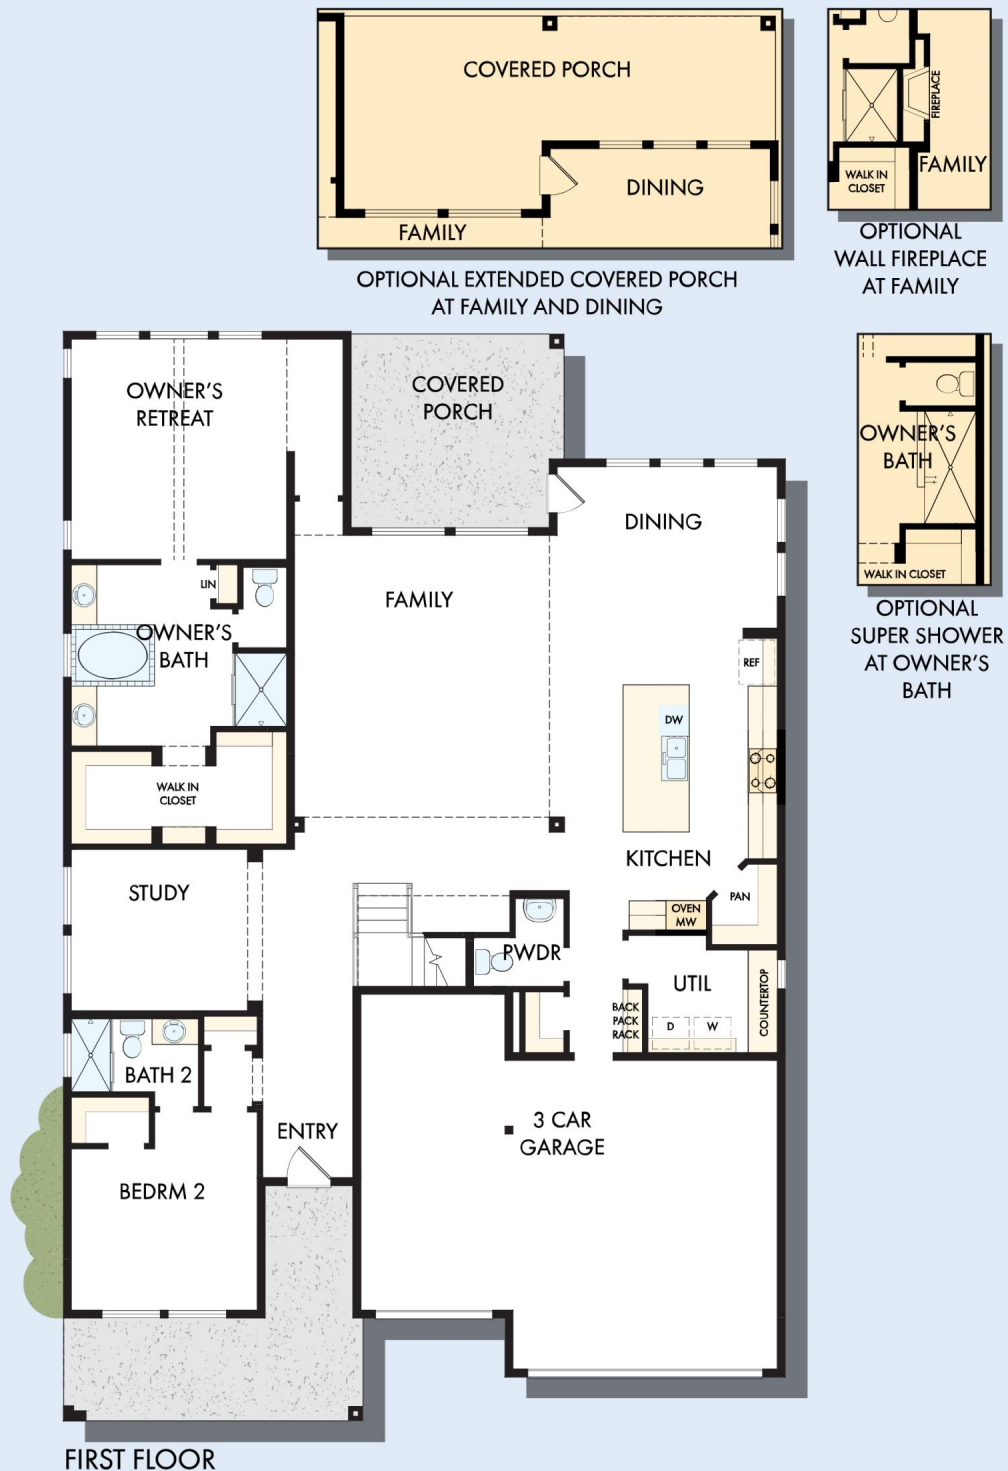 COVERED PORCH
DINING
FAMILY
OPTIONAL EXTENDED COVERED PORCH
AT FAMILY AND DINING
FIREPLACE
FAMILY
WALK IN
CLOSET
OPTIONAL
WALL FIREPLACE
AT FAMILY
OWNER'S
BATH
WALK IN CLOSET
OPTIONAL
SUPER SHOWER
AT OWNER'S
BATH
OWNER'S
RETREAT
COVERED
PORCH
DINING
LIN
FAMILY
OWNER'S
BATH
REF
DW
WALK IN
CLOSET
KITCHEN
STUDY
PAN
OVEN
MW
PWDR
UTIL
COUNTERTOP
BACK
PACK
RACK
D
W
BATH 2
ENTRY
3 CAR
GARAGE
BEDRM 2
FIRST FLOOR